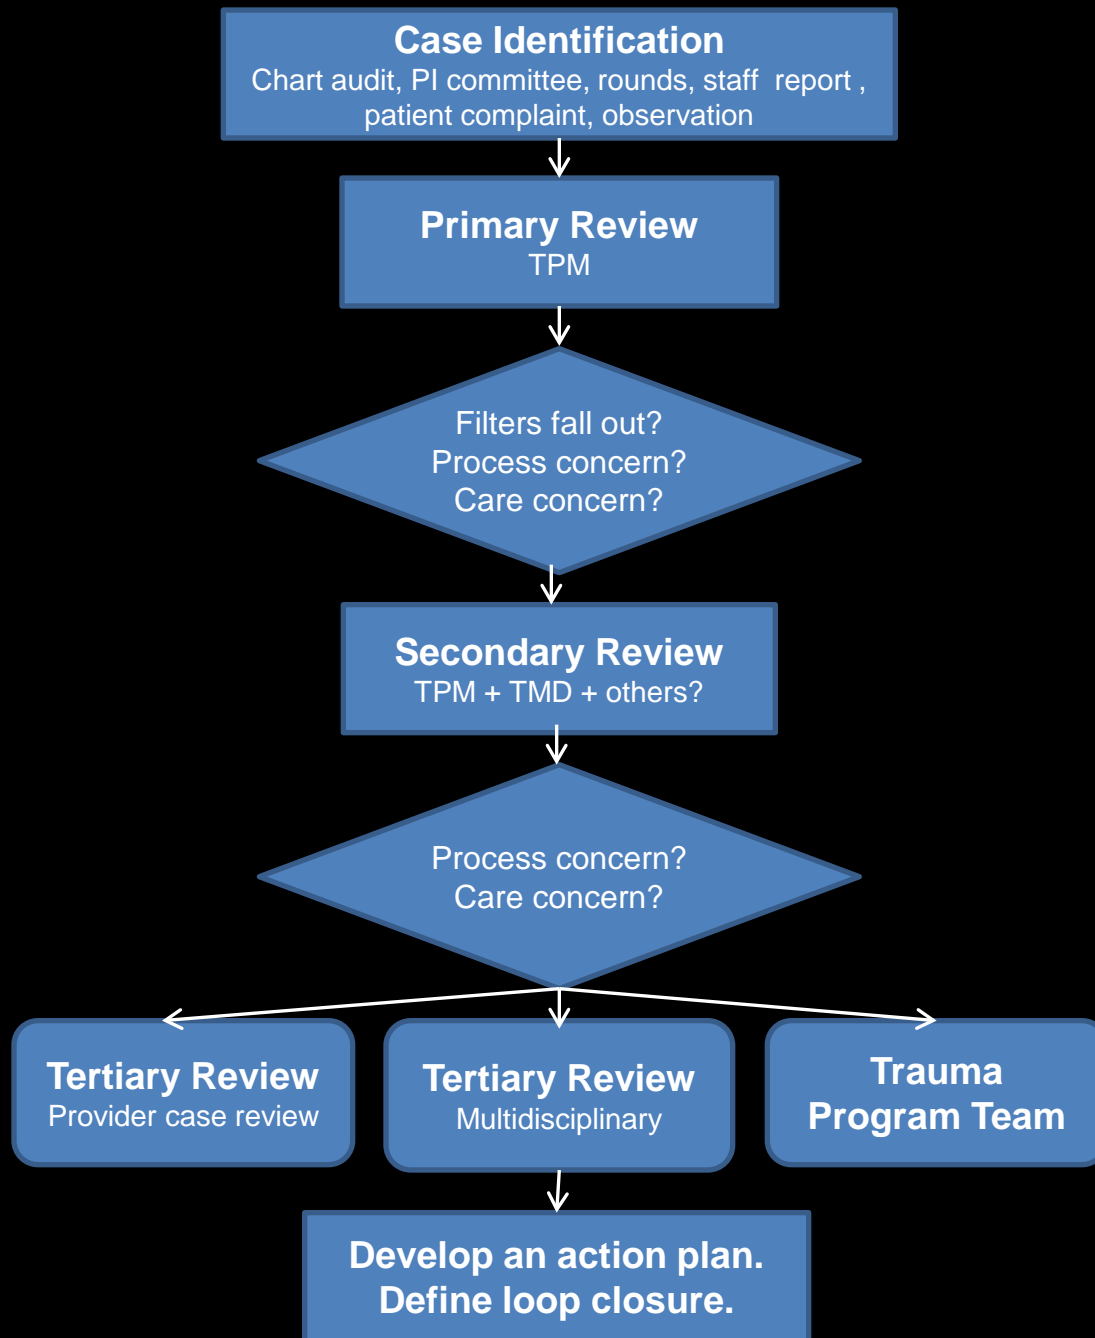 Case Identification
Chart audit, PI committee, rounds, staff  report ,
patient complaint, observation
Primary Review
TPM
Filters fall out?
Process concern?
Care concern?
Secondary Review
TPM + TMD + others?
Process concern?
Care concern?
Tertiary Review
Provider case review
Tertiary Review
Multidisciplinary
Trauma
Program Team
Develop an action plan.
Define loop closure.